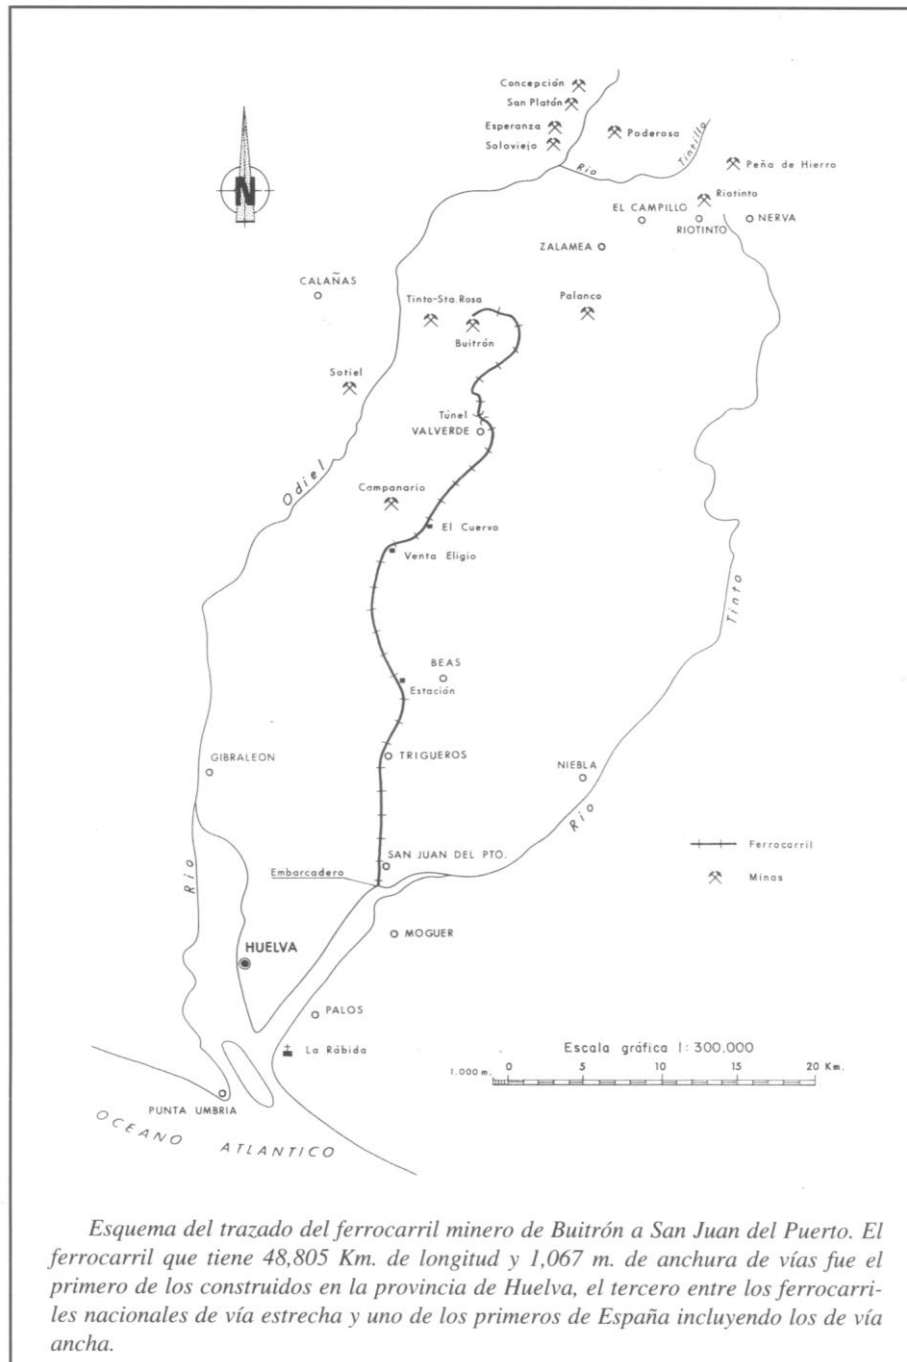 Concepción
San Platón
Esperanza
Poderosa
Soloviejo
Rio
Tintillo
Peña de Hierro
N
Riotinto
EL CAMPILLO
RIOTINTO
NERVA
ZALAMEA
CALAÑAS
Tinto-Sta. Rosa
Palanco
Buitrón
Sotiel
Túnel
VALVERDE
Odiel
Campanario
El Cuervo
Venta Eligio
Tinto
BEAS
Estación
GIBRALEON
TRIGUEROS
NIEBLA
Rio
Ferrocarril
SAN JUAN DEL PTO.
Embarcadero
Minas
Rio
MOGUER
HUELVA
PALOS
La Rábida
Escala gráfica 1:300.000
1.000 m. 0 5 10 15 20 Km.
PUNTA UMBRIA
OCEANO ATLANTICO
Esquema del trazado del ferrocarril minero de Buitrón a San Juan del Puerto. El
ferrocarril que tiene 48,805 Km. de longitud y 1,067 m. de anchura de vías fue el
primero de los construidos en la provincia de Huelva, el tercero entre los ferrocarri-
les nacionales de vía estrecha y uno de los primeros de España incluyendo los de vía
ancha.